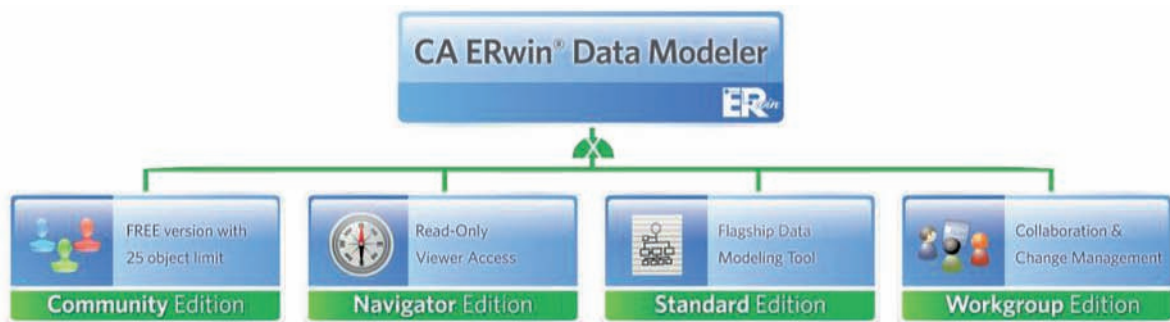 CA ERwin® Data Modeler
ERwin
FREE version with
25 object limit
Community Edition
Read-Only
Viewer Access
Navigator Edition
Flagship Data
Modeling Tool
Standard Edition
Collaboration &
Change Management
Workgroup Edition